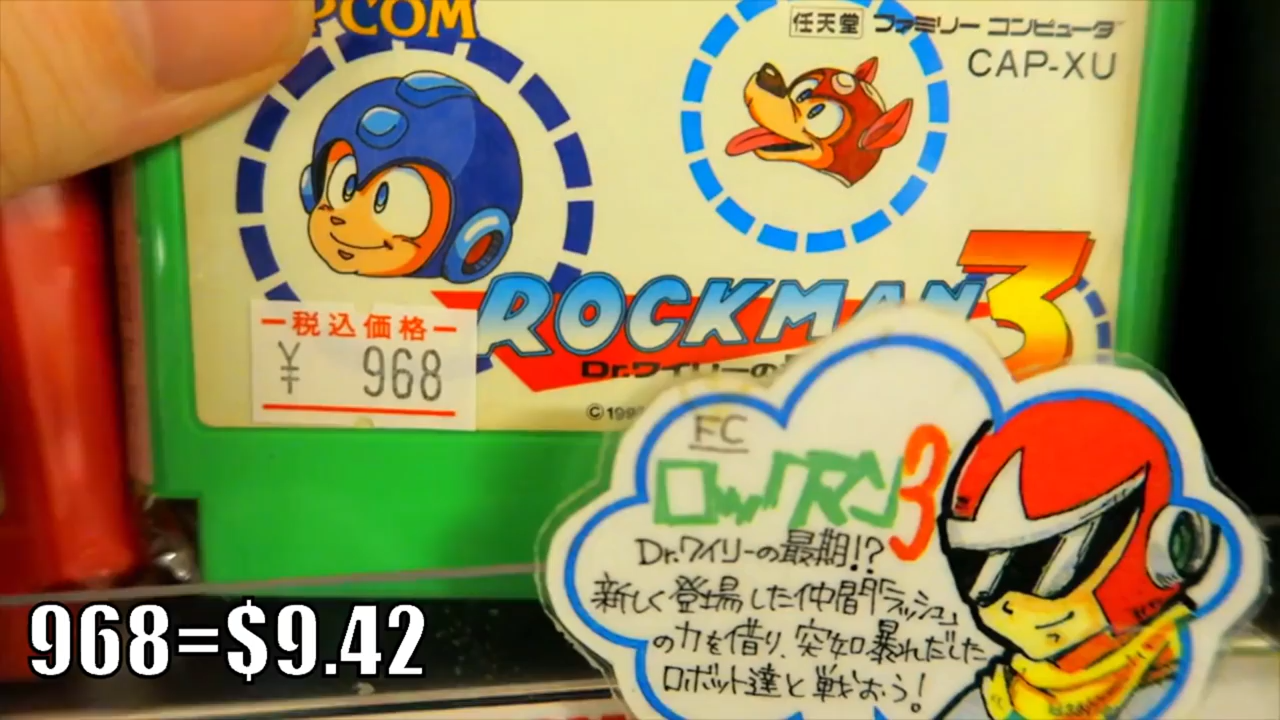 CAPCOM
任天堂 ファミリー コンピュータ
CAP-XU
ROCKMAN 3
Dr.ワイリーの
©199
税込価格
¥ 968
FC
ロックマン3
Dr.ワイリーの最期!?
新しく登場した仲間「ラッシュ」
の力を借り、突如暴れだした
ロボット達と戦おう!
968=$9.42